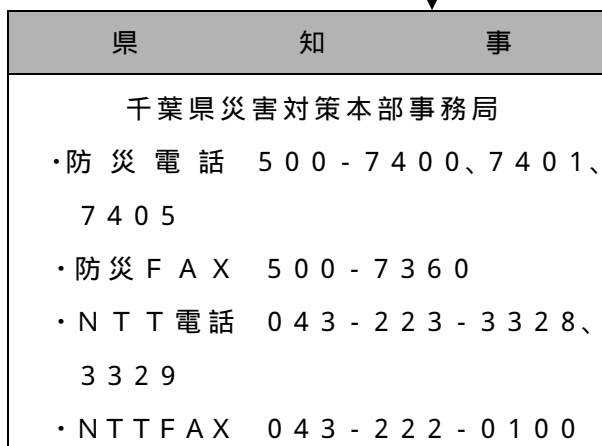 県　知　事
千葉県災害対策本部事務局
・防災電話　500-7400、7401、
7405
・防災FAX　500-7360
・NTT電話　043-223-3328、
3329
・NTTFAX　043-222-0100